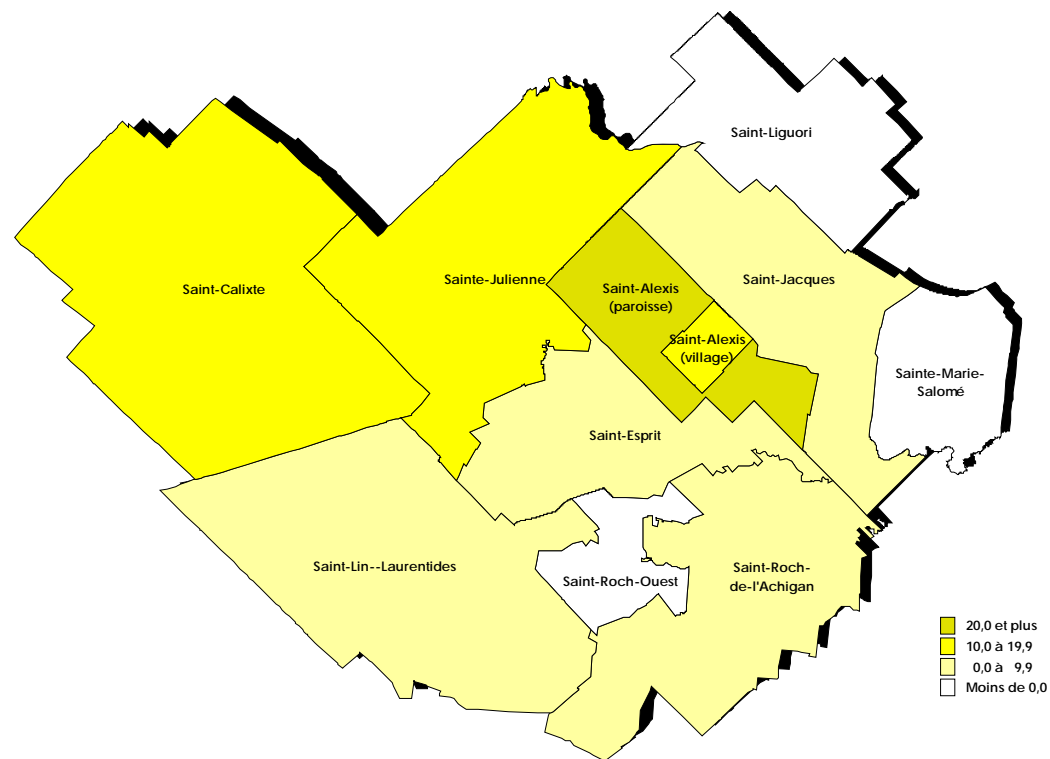 Saint-Liguori
Saint-Calixte
Sainte-Julienne
Saint-Alexis
(paroisse)
Saint-Jacques
Saint-Alexis
(village)
Sainte-Marie-
Salomé
Saint-Esprit
Saint-Lin--Laurentides
Saint-Roch-Ouest
Saint-Roch-
de-l'Achigan
20,0 et plus
10,0 à 19,9
0,0 à 9,9
Moins de 0,0